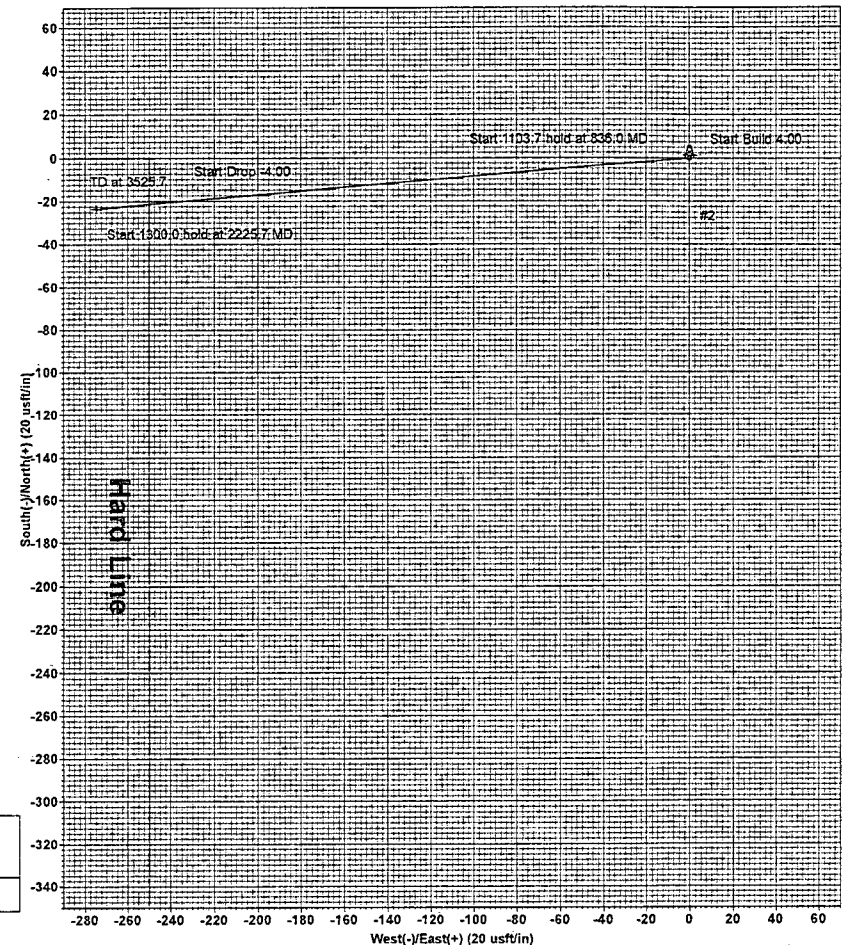 60
40
20
0
-20
-40
-60
-80
-100
-120
-140
-160
-180
-200
-220
-240
-260
-280
-300
-320
-340
South(-)/North(+) (20 usft/in)
Start 1103.7 hold at 836.0 MD
Start Build 4.00
Start Drop -4.00
TD at 3525.7
#2
Start 1300.0 hold at 2225.7 MD
Hard Line
-280 -260 -240 -220 -200 -180 -160 -140 -120 -100 -80 -60 -40 -20 0 20 40 60
West(-)/East(+) (20 usft/in)